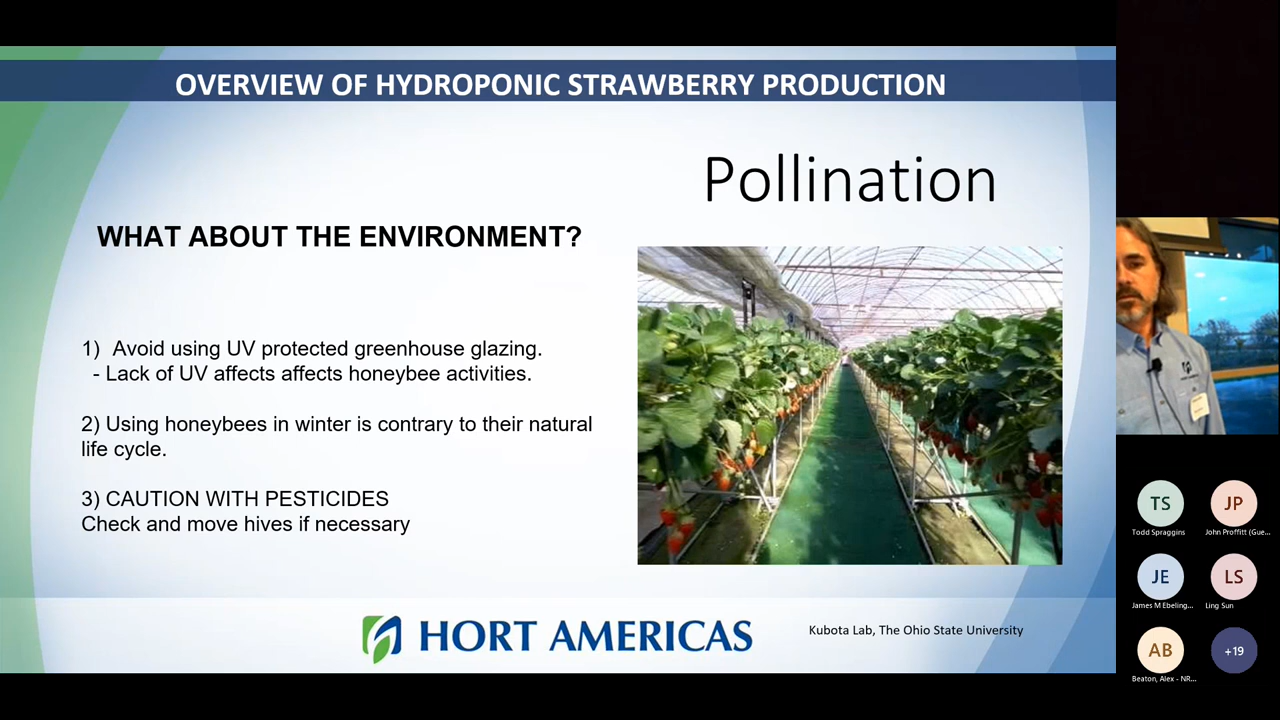 OVERVIEW OF HYDROPONIC STRAWBERRY PRODUCTION
Pollination
WHAT ABOUT THE ENVIRONMENT?
1) Avoid using UV protected greenhouse glazing.
- Lack of UV affects affects honeybee activities.
2) Using honeybees in winter is contrary to their natural
life cycle.
3) CAUTION WITH PESTICIDES
Check and move hives if necessary
HORT AMERICAS
Kubota Lab, The Ohio State University
TS
Todd Spraggins
JP
John Proffitt (Gue...
JE
James M Ebeling...
LS
Ling Sun
AB
Beaton, Alex - NR...
+19